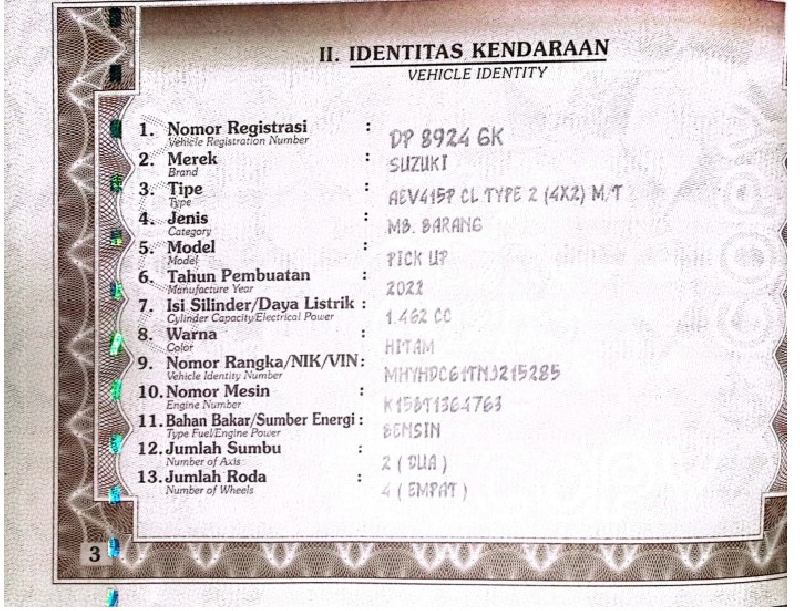 II. IDENTITAS KENDARAAN
VEHICLE IDENTITY
1. Nomor Registrasi : DP 8924 GK
Vehicle Registration Number
2. Merek : SUZUKI
Brand
3. Tipe : AEV415P CL TYPE 2 (4X2) M/T
Type
4. Jenis : MB. BARANG
Category
5. Model : PICK UP
Model
6. Tahun Pembuatan : 2022
Manufacture Year
7. Isi Silinder/Daya Listrik : 1.462 CC
Cylinder Capacity/Electrical Power
8. Warna : HITAM
Color
9. Nomor Rangka/NIK/VIN : MHYHDC61TNJ215285
Vehicle Identity Number
10. Nomor Mesin : K15BT1364763
Engine Number
11. Bahan Bakar/Sumber Energi : BENSIN
Type Fuel/Engine Power
12. Jumlah Sumbu : 2 ( DUA )
Number of Axis
13. Jumlah Roda : 4 ( EMPAT )
Number of Wheels
3